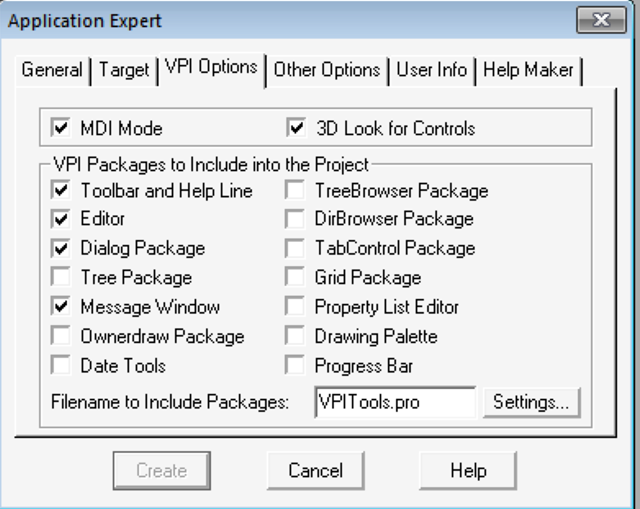 Application Expert
General Target VPI Options Other Options User Info Help Maker
MDI Mode 3D Look for Controls
VPI Packages to Include into the Project
Toolbar and Help Line TreeBrowser Package
Editor DirBrowser Package
Dialog Package TabControl Package
Tree Package Grid Package
Message Window Property List Editor
Ownerdraw Package Drawing Palette
Date Tools Progress Bar
Filename to Include Packages: VPITools.pro Settings...
Create Cancel Help